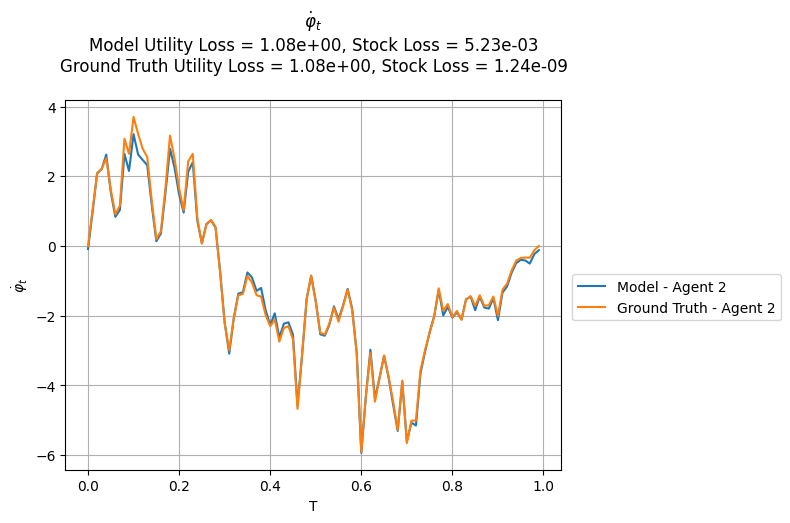 φ̇ₜ
Model Utility Loss = 1.08e+00, Stock Loss = 5.23e-03
Ground Truth Utility Loss = 1.08e+00, Stock Loss = 1.24e-09
4
2
0
−2
−4
−6
φ̇ₜ
0.0 0.2 0.4 0.6 0.8 1.0
T
Model - Agent 2
Ground Truth - Agent 2